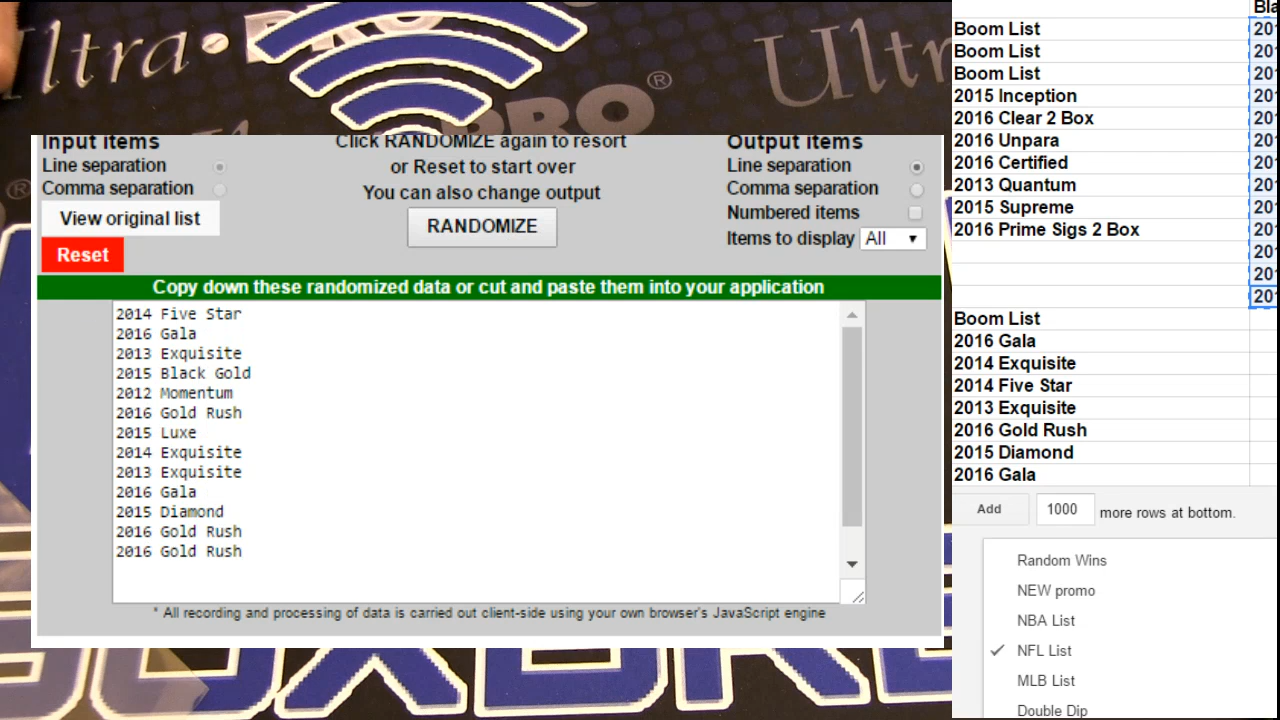 Ultra PRO
PRO ®
Ultra
®
Input Items
Line separation
Comma separation
View original list
Reset
Click RANDOMIZE again to resort
or Reset to start over
You can also change output
RANDOMIZE
Output Items
Line separation
Comma separation
Numbered items
Items to display All
Copy down these randomized data or cut and paste them into your application
2014 Five Star
2016 Gala
2013 Exquisite
2015 Black Gold
2012 Momentum
2016 Gold Rush
2015 Luxe
2014 Exquisite
2013 Exquisite
2016 Gala
2015 Diamond
2016 Gold Rush
2016 Gold Rush
* All recording and processing of data is carried out client-side using your own browser's JavaScript engine
Boom List
Boom List
Boom List
2015 Inception
2016 Clear 2 Box
2016 Unpara
2016 Certified
2013 Quantum
2015 Supreme
2016 Prime Sigs 2 Box
Boom List
2016 Gala
2014 Exquisite
2014 Five Star
2013 Exquisite
2016 Gold Rush
2015 Diamond
2016 Gala
Add 1000 more rows at bottom.
Random Wins
NEW promo
NBA List
NFL List
MLB List
Double Dip